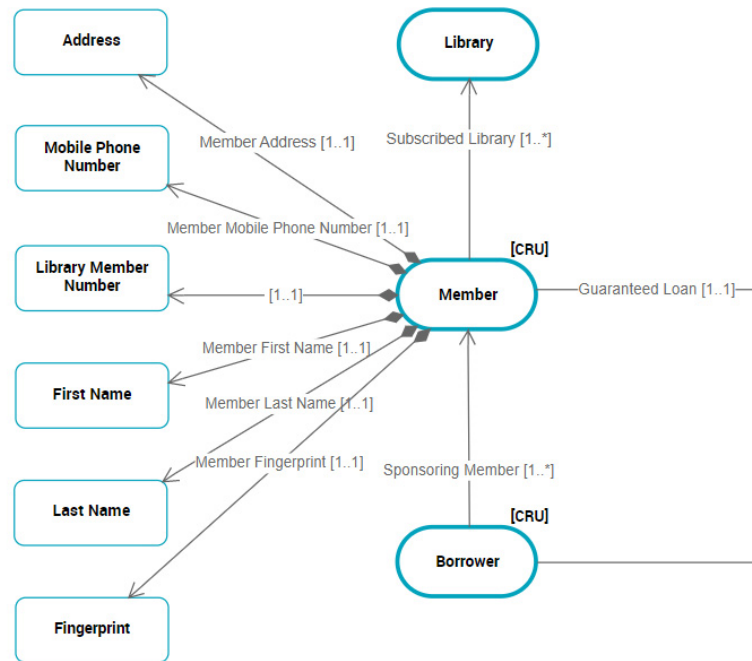 Address
Library
Member Address [1..1]
Subscribed Library [1..*]
Mobile Phone
Number
Member Mobile Phone Number [1..1]
[CRU]
Library Member
Number
[1..1]
Member
Guaranteed Loan [1..1]
Member First Name [1..1]
First Name
Member Last Name [1..1]
Member Fingerprint [1..1]
Sponsoring Member [1..*]
Last Name
[CRU]
Borrower
Fingerprint